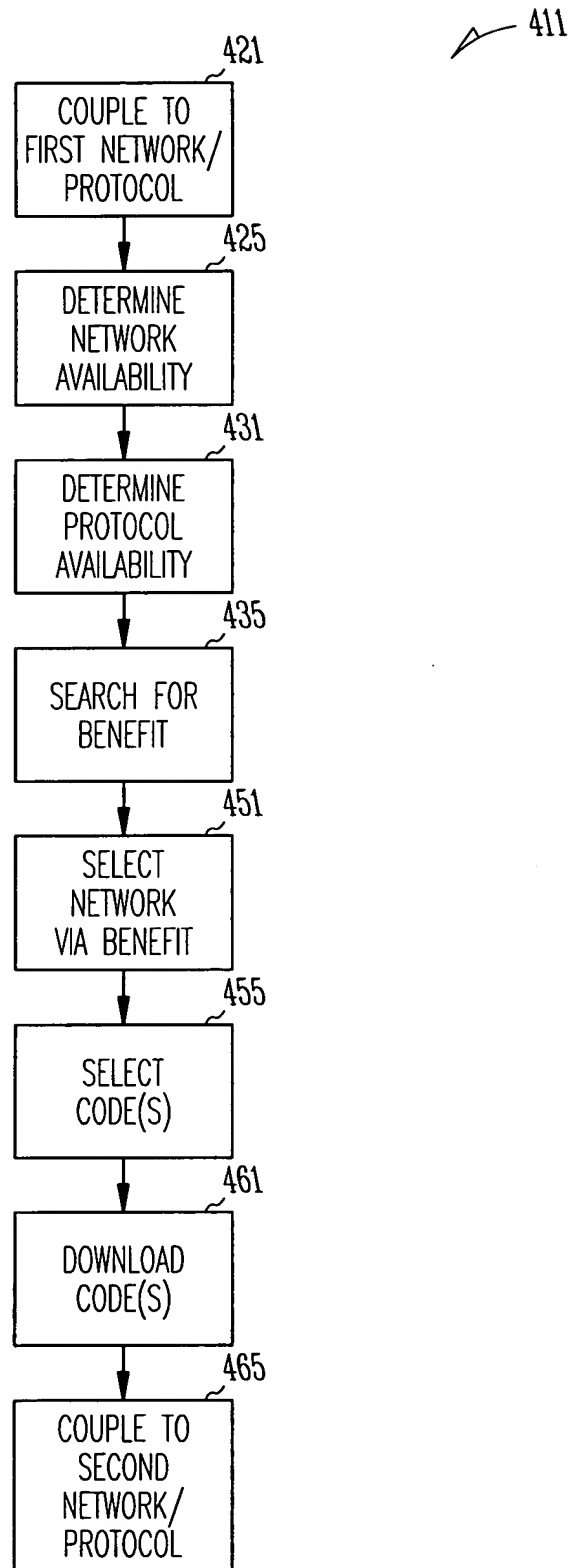 411
421
COUPLE TO
FIRST NETWORK/
PROTOCOL
425
DETERMINE
NETWORK
AVAILABILITY
431
DETERMINE
PROTOCOL
AVAILABILITY
435
SEARCH FOR
BENEFIT
451
SELECT
NETWORK
VIA BENEFIT
455
SELECT
CODE(S)
461
DOWNLOAD
CODE(S)
465
COUPLE TO
SECOND
NETWORK/
PROTOCOL